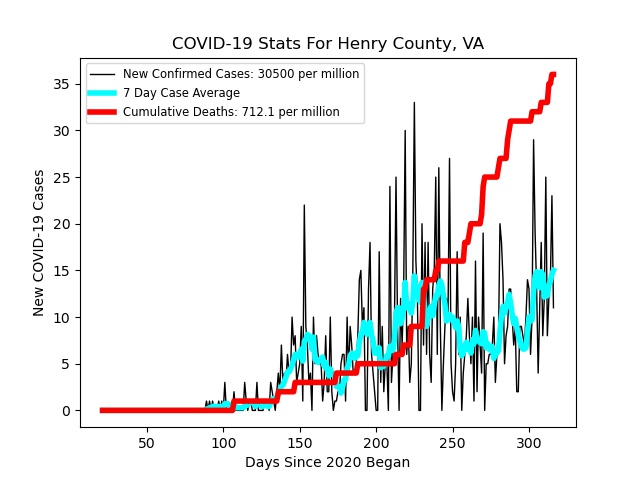 COVID-19 Stats For Henry County, VA
New Confirmed Cases: 30500 per million
7 Day Case Average
Cumulative Deaths: 712.1 per million
New COVID-19 Cases
35
30
25
20
15
10
5
0
50 100 150 200 250 300
Days Since 2020 Began